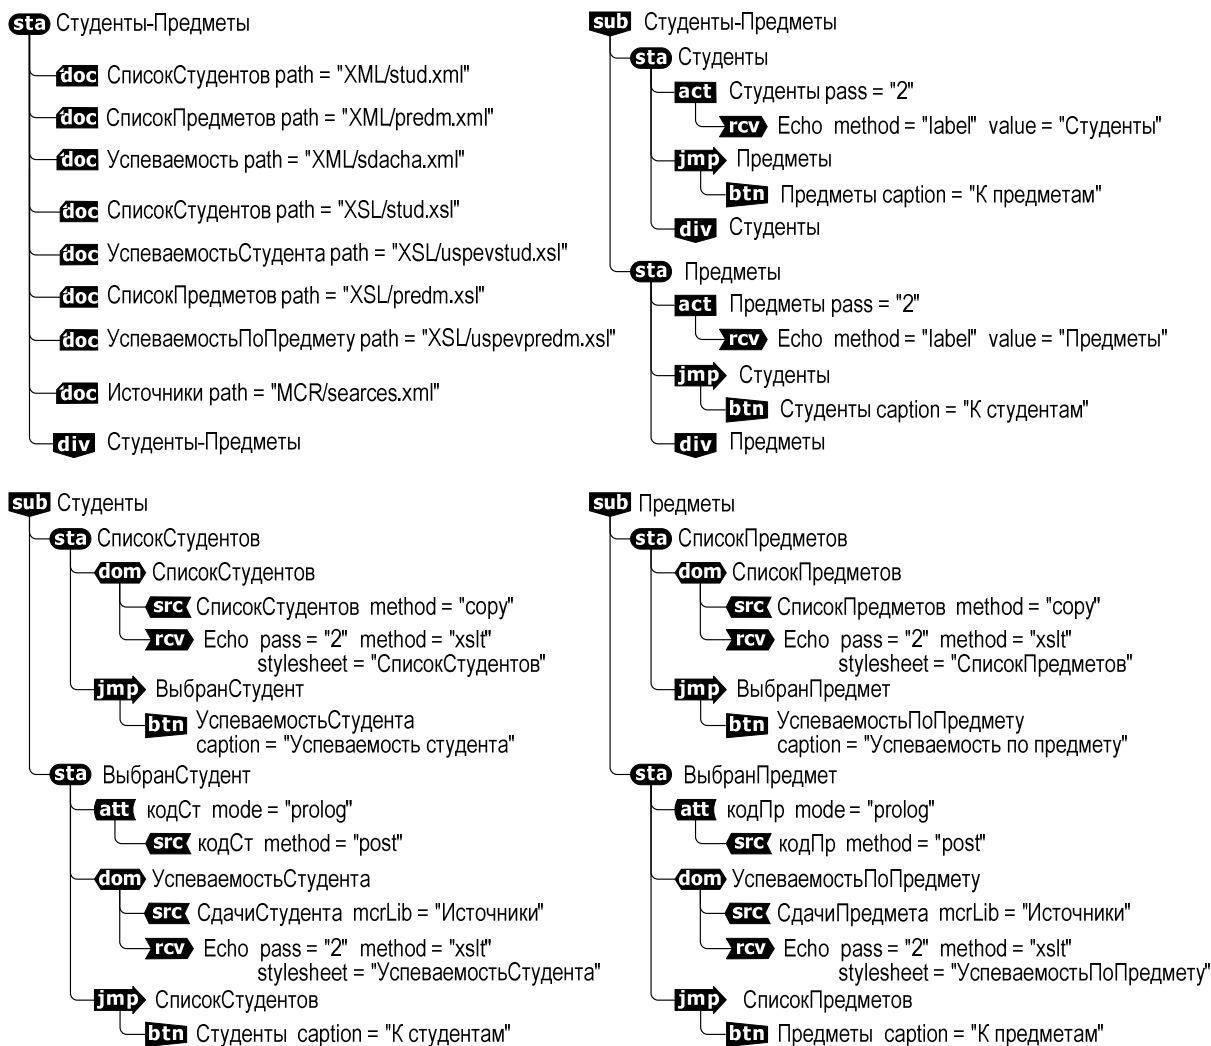 sta Студенты-Предметы
doc СписокСтудентов path = "XML/stud.xml"
doc СписокПредметов path = "XML/predm.xml"
doc Успеваемость path = "XML/sdacha.xml"
doc СписокСтудентов path = "XSL/stud.xsl"
doc УспеваемостьСтудента path = "XSL/uspevstud.xsl"
doc СписокПредметов path = "XSL/predm.xsl"
doc УспеваемостьПоПредмету path = "XSL/uspevpredm.xsl"
doc Источники path = "MCR/searces.xml"
div Студенты-Предметы
sub Студенты-Предметы
sta Студенты
act Студенты pass = "2"
rcv Echo method = "label" value = "Студенты"
jmp Предметы
btn Предметы caption = "К предметам"
div Студенты
sta Предметы
act Предметы pass = "2"
rcv Echo method = "label" value = "Предметы"
jmp Студенты
btn Студенты caption = "К студентам"
div Предметы
sub Студенты
sta СписокСтудентов
dom СписокСтудентов
src СписокСтудентов method = "copy"
rcv Echo pass = "2" method = "xslt"
stylesheet = "СписокСтудентов"
jmp ВыбранСтудент
btn УспеваемостьСтудента
caption = "Успеваемость студента"
sta ВыбранСтудент
att кодСт mode = "prolog"
src кодСт method = "post"
dom УспеваемостьСтудента
src СдачиСтудента mcrLib = "Источники"
rcv Echo pass = "2" method = "xslt"
stylesheet = "УспеваемостьСтудента"
jmp СписокСтудентов
btn Студенты caption = "К студентам"
sub Предметы
sta СписокПредметов
dom СписокПредметов
src СписокПредметов method = "copy"
rcv Echo pass = "2" method = "xslt"
stylesheet = "СписокПредметов"
jmp ВыбранПредмет
btn УспеваемостьПоПредмету
caption = "Успеваемость по предмету"
sta ВыбранПредмет
att кодПр mode = "prolog"
src кодПр method = "post"
dom УспеваемостьПоПредмету
src СдачиПредмета mcrLib = "Источники"
rcv Echo pass = "2" method = "xslt"
stylesheet = "УспеваемостьПоПредмету"
jmp СписокПредметов
btn Предметы caption = "К предметам"